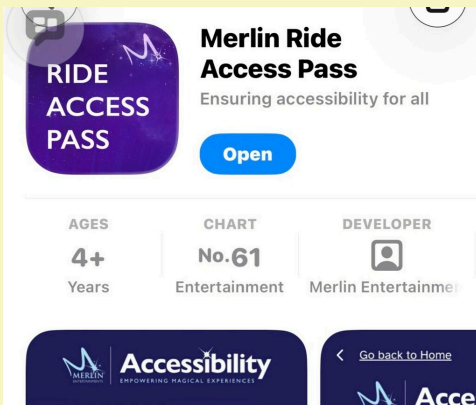 RIDE
ACCESS
PASS
Merlin Ride
Access Pass
Ensuring accessibility for all
Open
AGES
4+
Years
CHART
No.61
Entertainment
DEVELOPER
Merlin Entertainme
MERLIN
ENTERTAINMENTS
Accessibility
EMPOWERING MAGICAL EXPERIENCES
Go back to Home
Acce